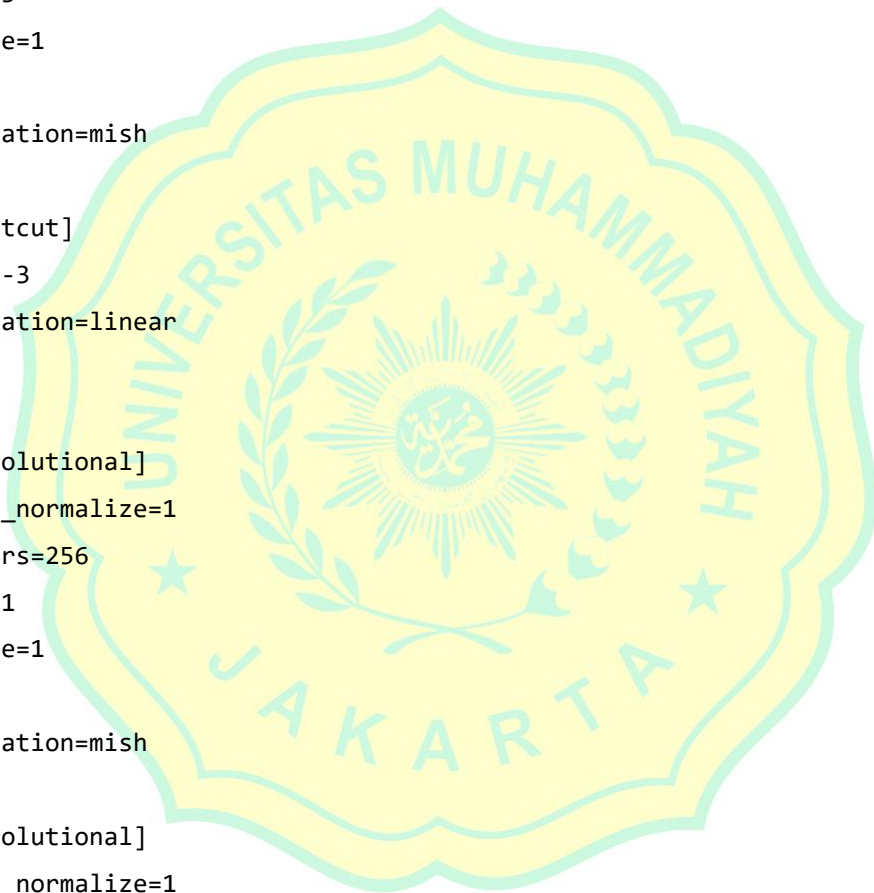 e=1
ation=mish
tcut]
-3
ation=linear
olutional]
_normalize=1
rs=256
1
e=1
ation=mish
olutional]
_normalize=1
UNIVERSITAS MUHAMMADIYAH
JAKARTA